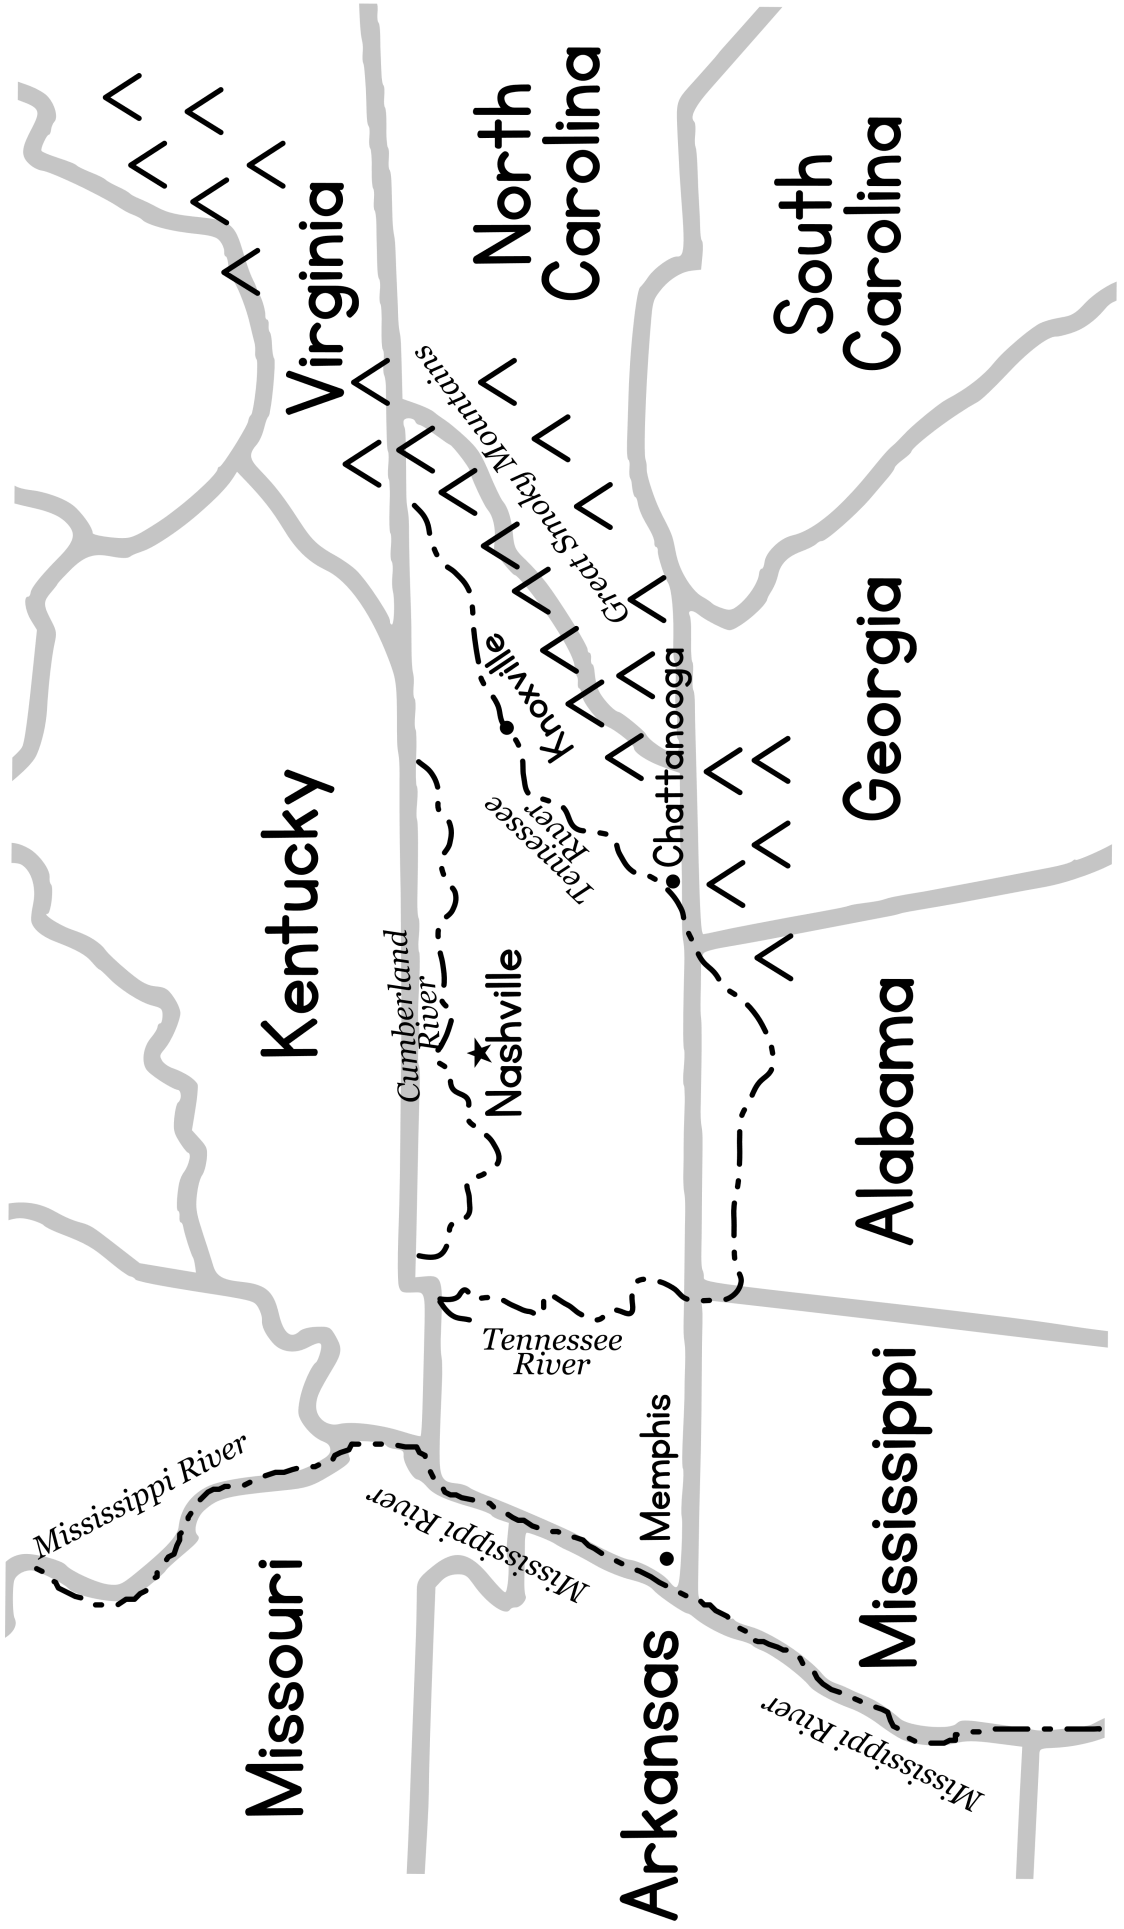 Missouri
Mississippi River
Kentucky
Virginia
Cumberland
River
Nashville
Knoxville
Great Smoky Mountains
North
Carolina
Tennessee
River
Tennessee
River
Mississippi River
Memphis
Chattanooga
Arkansas
Mississippi River
Mississippi
Alabama
Georgia
South
Carolina